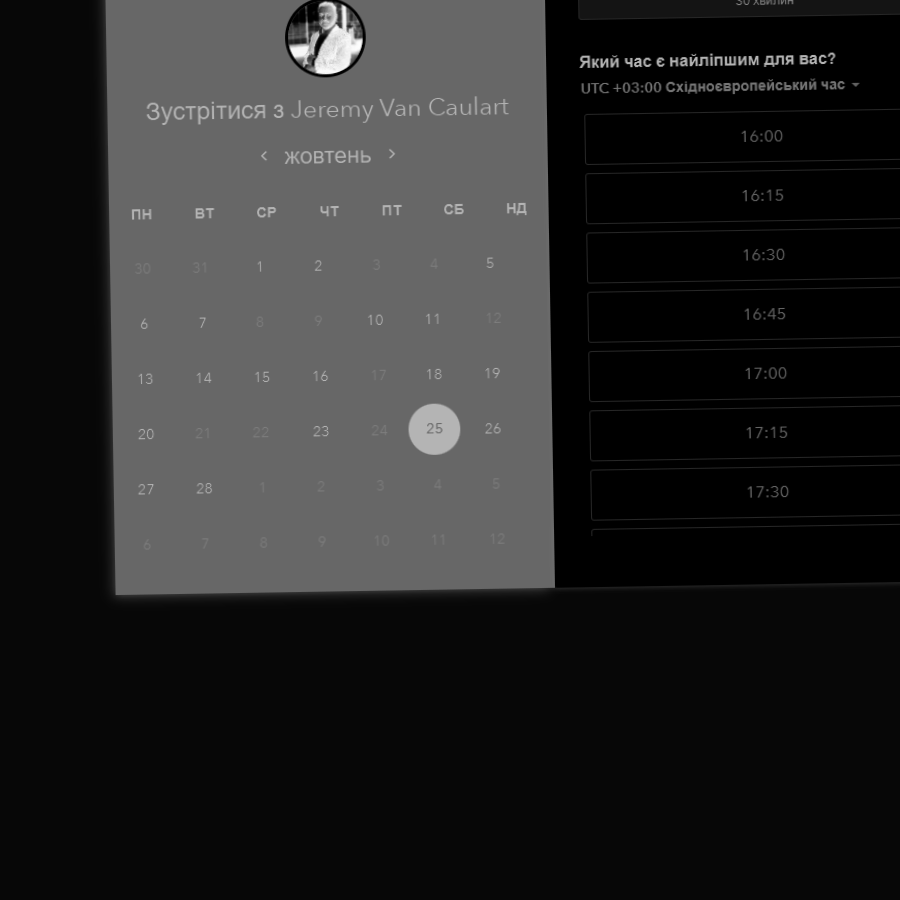 Зустрітися з Jeremy Van Caulart
жовтень
ПН ВТ СР ЧТ ПТ СБ НД
30 31 1 2 3 4 5
6 7 8 9 10 11 12
13 14 15 16 17 18 19
20 21 22 23 24 25 26
27 28 1 2 3 4 5
6 7 8 9 10 11 12
30 хвилин
Який час є найліпшим для вас?
UTC +03:00 Східноєвропейський час
16:00
16:15
16:30
16:45
17:00
17:15
17:30